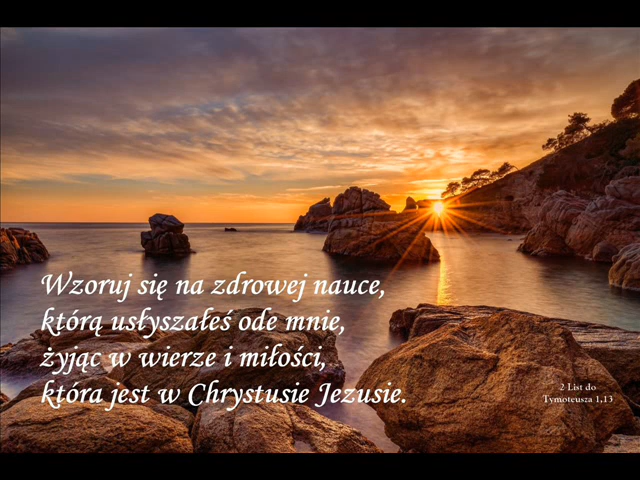 Wzoruj się na zdrowej nauce,
którą usłyszałeś ode mnie,
żyjąc w wierze i miłości,
która jest w Chrystusie Jezusie.
2 List do
Tymoteusza 1,13